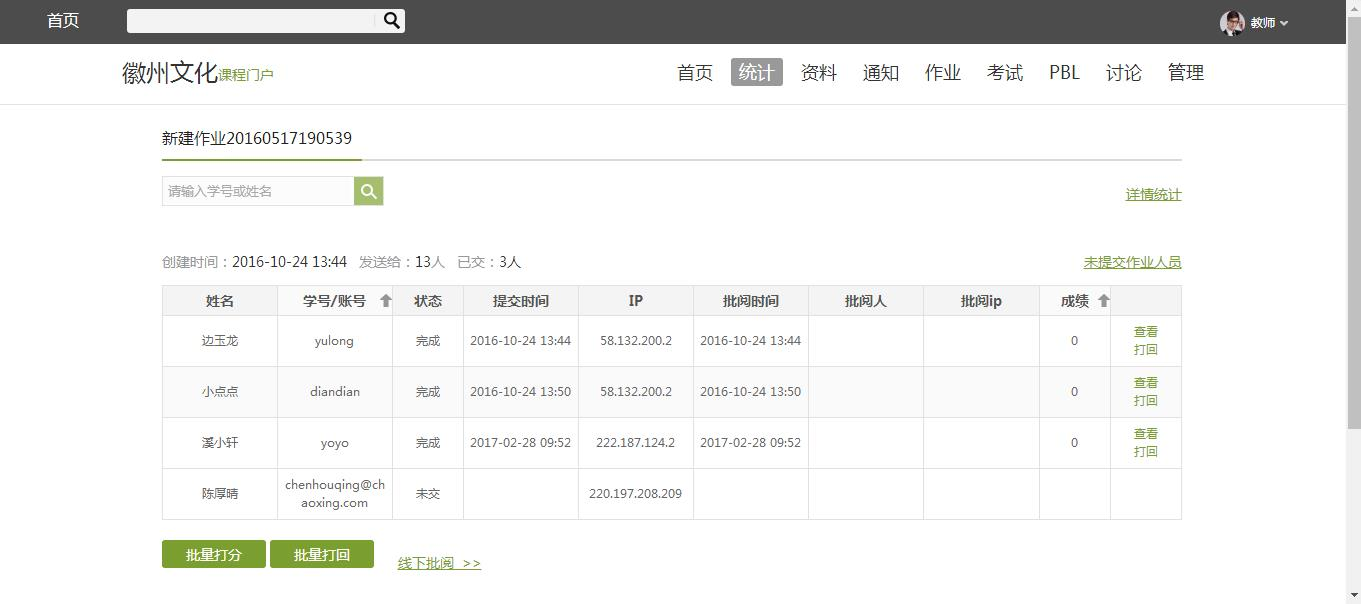 首页
教师
徽州文化课程门户
首页 统计 资料 通知 作业 考试 PBL 讨论 管理
新建作业20160517190539
请输入学号或姓名
详情统计
创建时间：2016-10-24 13:44 发送给：13人 已交：3人
未提交作业人员
姓名 学号/账号 状态 提交时间 IP 批阅时间 批阅人 批阅ip 成绩
边玉龙 yulong 完成 2016-10-24 13:44 58.132.200.2 2016-10-24 13:44 0 查看
打回
小点点 diandian 完成 2016-10-24 13:50 58.132.200.2 2016-10-24 13:50 0 查看
打回
溪小轩 yoyo 完成 2017-02-28 09:52 222.187.124.2 2017-02-28 09:52 0 查看
打回
陈厚晴 chenhouqing@ch
aoxing.com 未交 220.197.208.209
批量打分 批量打回 线下批阅 >>